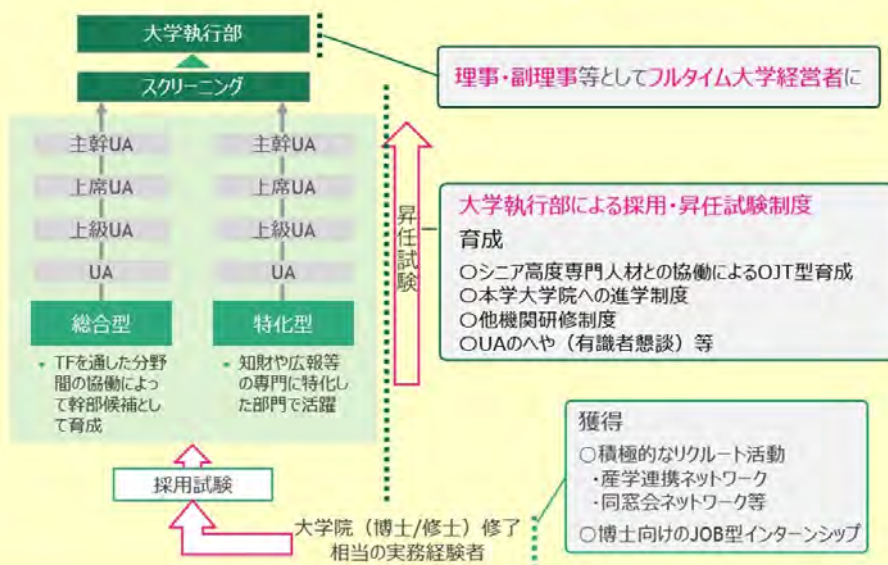 大学執行部
スクリーニング
主幹UA
上席UA
上級UA
UA
総合型
・TFを通した分野
間の協働によっ
て幹部候補とし
て育成
主幹UA
上席UA
上級UA
UA
特化型
・知財や広報等
の専門に特化し
た部門で活躍
昇任試験
採用試験
大学院(博士/修士)修了
相当の実務経験者
理事・副理事等としてフルタイム大学経営者に
大学執行部による採用・昇任試験制度
育成
○シニア高度専門人材との協働によるOJT型育成
○本学大学院への進学制度
○他機関研修制度
○UAのへや(有識者懇談)等
獲得
○積極的なリクルート活動
・産学連携ネットワーク
・同窓会ネットワーク等
○博士向けのJOB型インターンシップ